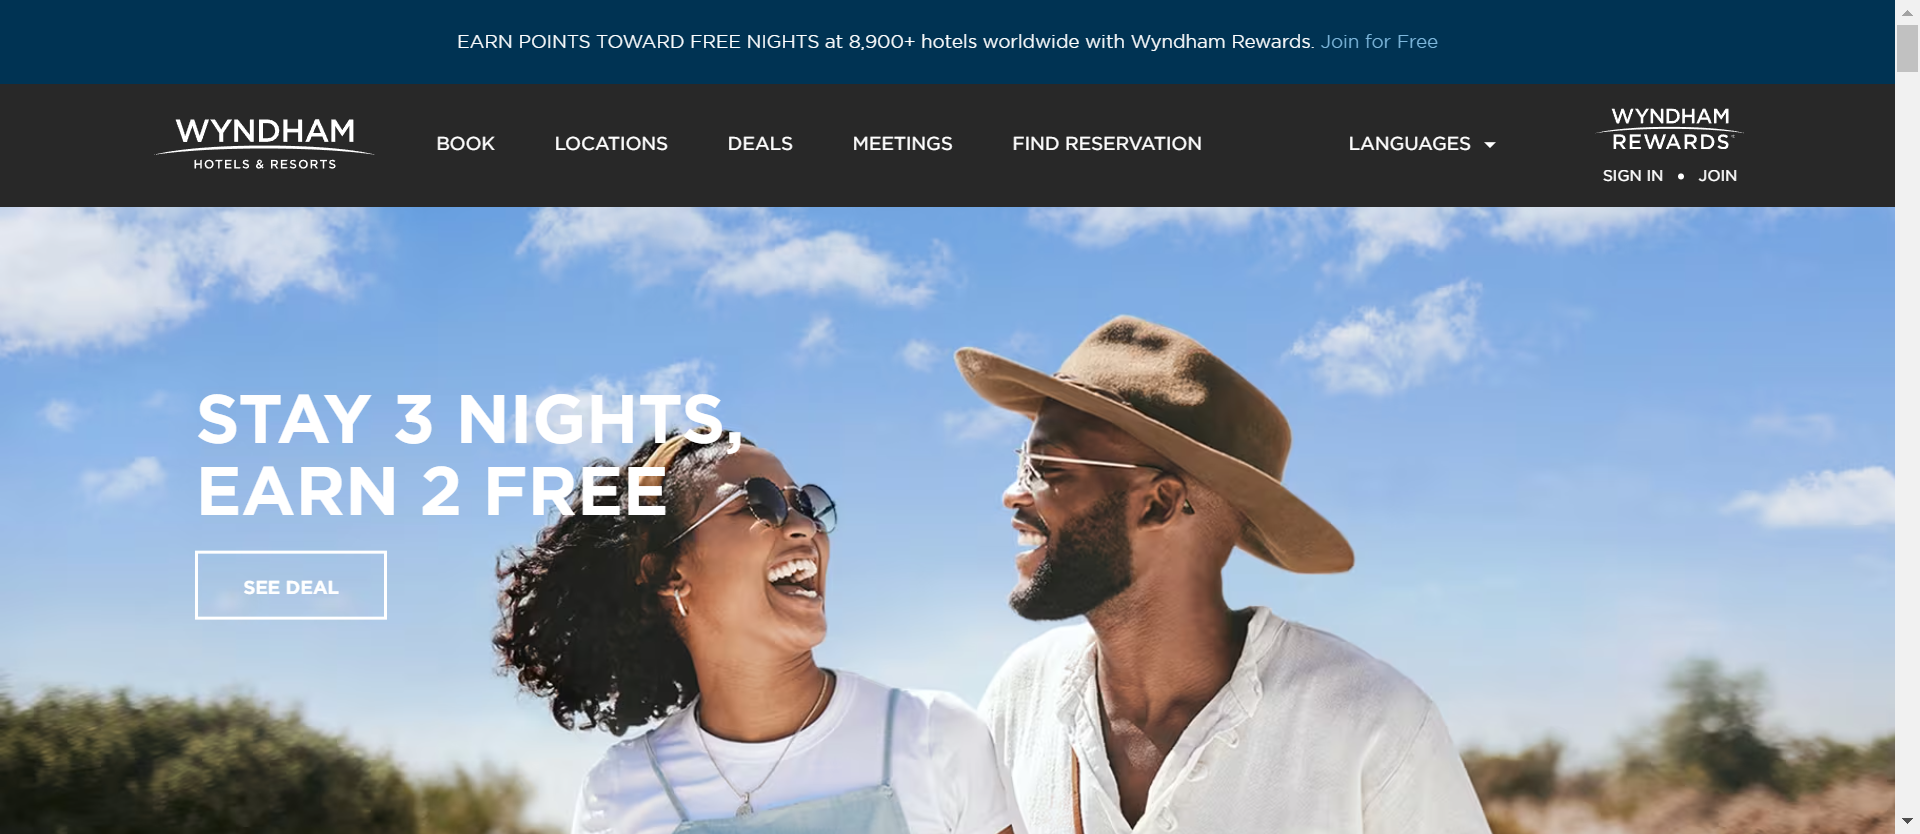 EARN POINTS TOWARD FREE NIGHTS at 8,900+ hotels worldwide with Wyndham Rewards. Join for Free
WYNDHAM
HOTELS & RESORTS
BOOK
LOCATIONS
DEALS
MEETINGS
FIND RESERVATION
LANGUAGES
WYNDHAM
REWARDS
SIGN IN • JOIN
STAY 3 NIGHTS,
EARN 2 FREE
SEE DEAL